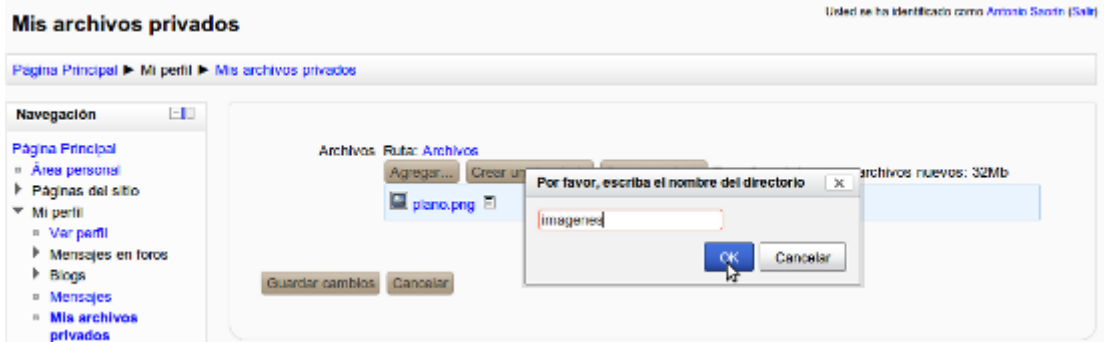 Mis archivos privados
Usted se ha identificado como Antonio Saorín (Salir)
Página Principal ► Mi perfil ► Mis archivos privados
Navegación
Página Principal
Área personal
Páginas del sitio
Mi perfil
Ver perfil
Mensajes en foros
Blogs
Mensajes
Mis archivos
privados
Archivos Ruta: Archivos
Agregar... Crear un archivos nuevos: 32Mb
plano.png
Por favor, escriba el nombre del directorio x
imagenes
OK Cancelar
Guardar cambios Cancelar